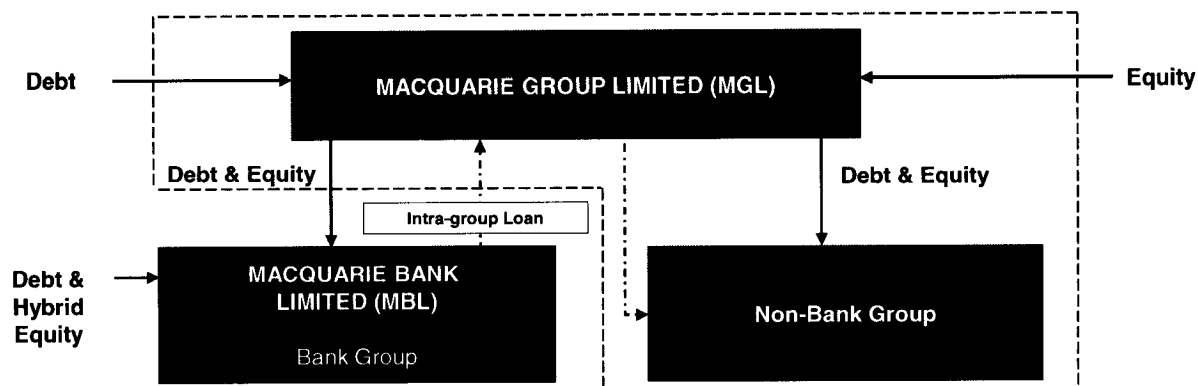 Debt
MACQUARIE GROUP LIMITED (MGL)
Equity
Debt & Equity
Debt & Equity
Intra-group Loan
Debt &
Hybrid
Equity
MACQUARIE BANK
LIMITED (MBL)
Bank Group
Non-Bank Group